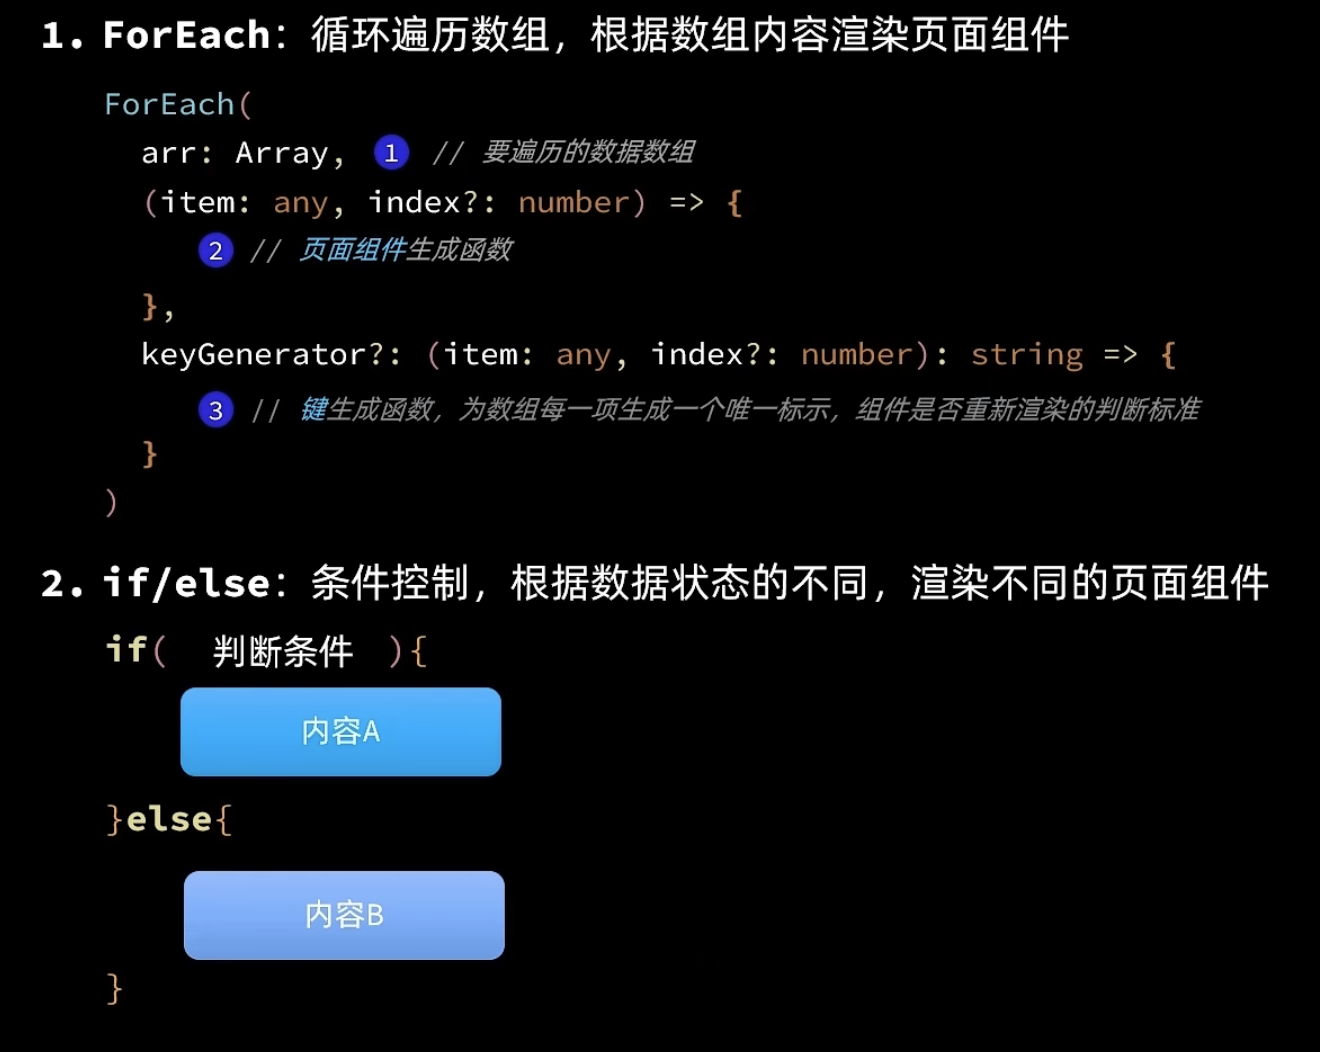 1. ForEach：循环遍历数组，根据数组内容渲染页面组件
ForEach(
arr: Array, 1 // 要遍历的数据数组
(item: any, index?: number) => {
2 // 页面组件生成函数
},
keyGenerator?: (item: any, index?: number): string => {
3 // 键生成函数，为数组每一项生成一个唯一标示，组件是否重新渲染的判断标准
}
)
2. if/else：条件控制，根据数据状态的不同，渲染不同的页面组件
if( 判断条件 ){
内容A
}else{
内容B
}